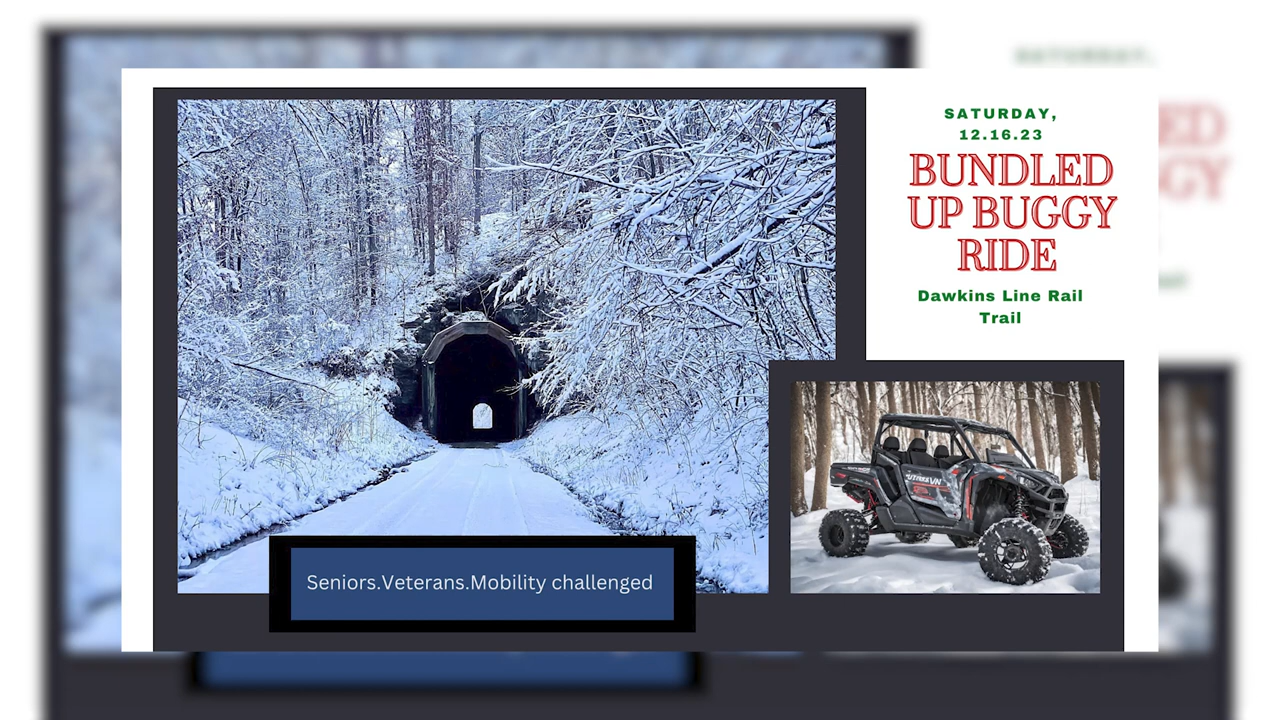 SATURDAY,
12.16.23
BUNDLED
UP BUGGY
RIDE
Dawkins Line Rail
Trail
Seniors.Veterans.Mobility challenged